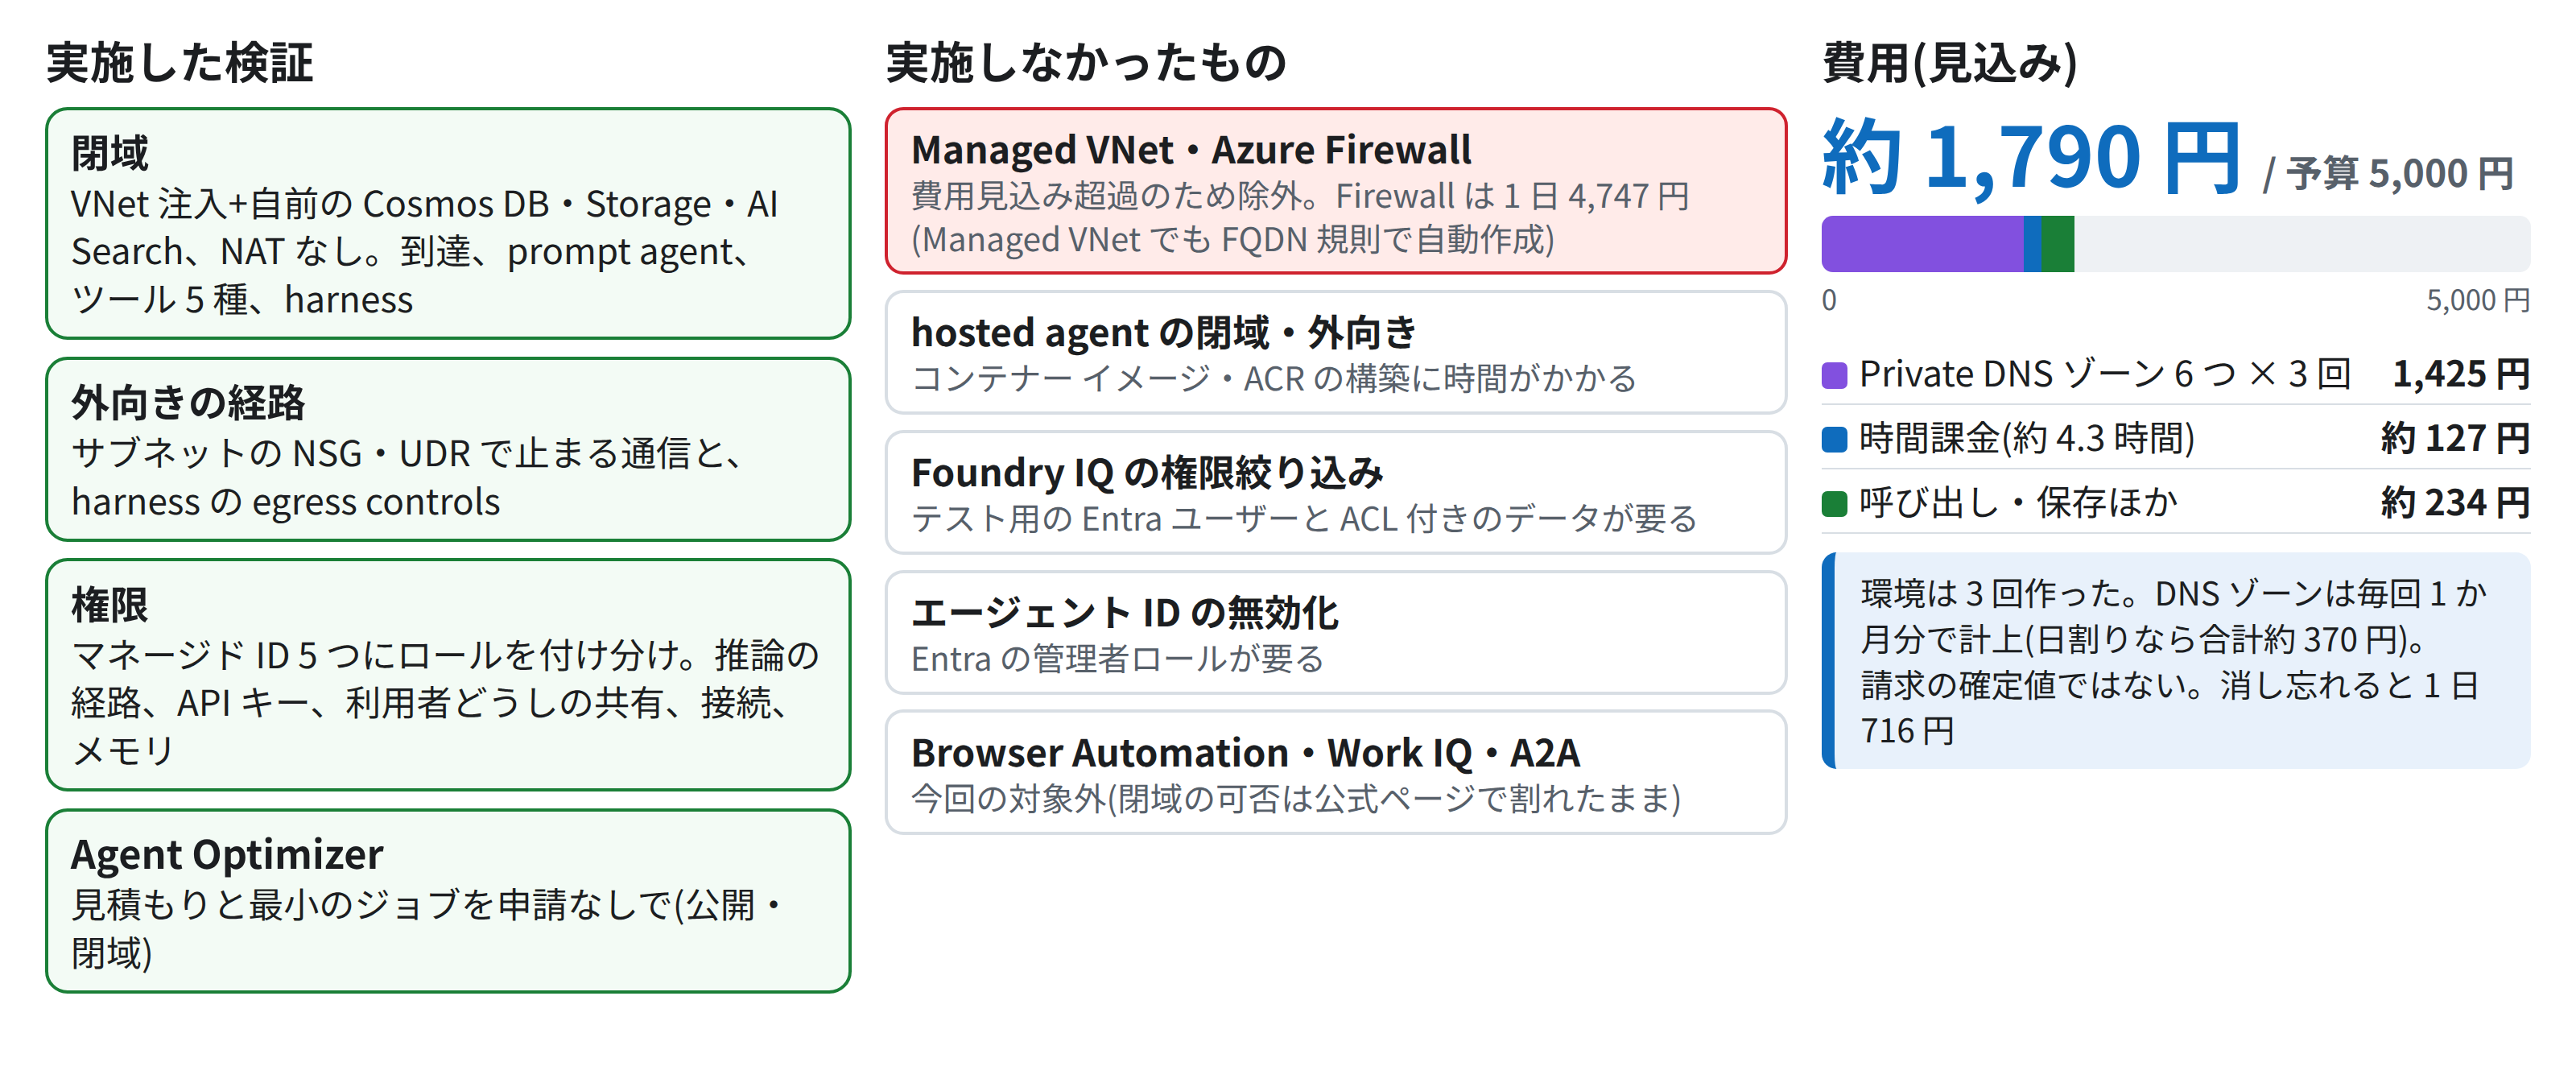 実施した検証
閉域
VNet 注入+自前の Cosmos DB・Storage・AI
Search、NAT なし。到達、prompt agent、
ツール 5 種、harness
外向きの経路
サブネットの NSG・UDR で止まる通信と、
harness の egress controls
権限
マネージド ID 5 つにロールを付け分け。推論の
経路、API キー、利用者どうしの共有、接続、
メモリ
Agent Optimizer
見積もりと最小のジョブを申請なしで(公開・
閉域)
実施しなかったもの
Managed VNet・Azure Firewall
費用見込み超過のため除外。Firewall は 1 日 4,747 円
(Managed VNet でも FQDN 規則で自動作成)
hosted agent の閉域・外向き
コンテナー イメージ・ACR の構築に時間がかかる
Foundry IQ の権限絞り込み
テスト用の Entra ユーザーと ACL 付きのデータが要る
エージェント ID の無効化
Entra の管理者ロールが要る
Browser Automation・Work IQ・A2A
今回の対象外(閉域の可否は公式ページで割れたまま)
費用(見込み)
約 1,790 円 / 予算 5,000 円
0 5,000 円
Private DNS ゾーン 6 つ × 3 回 1,425 円
時間課金(約 4.3 時間) 約 127 円
呼び出し・保存ほか 約 234 円
環境は 3 回作った。DNS ゾーンは毎回 1 か
月分で計上(日割りなら合計約 370 円)。
請求の確定値ではない。消し忘れると 1 日
716 円